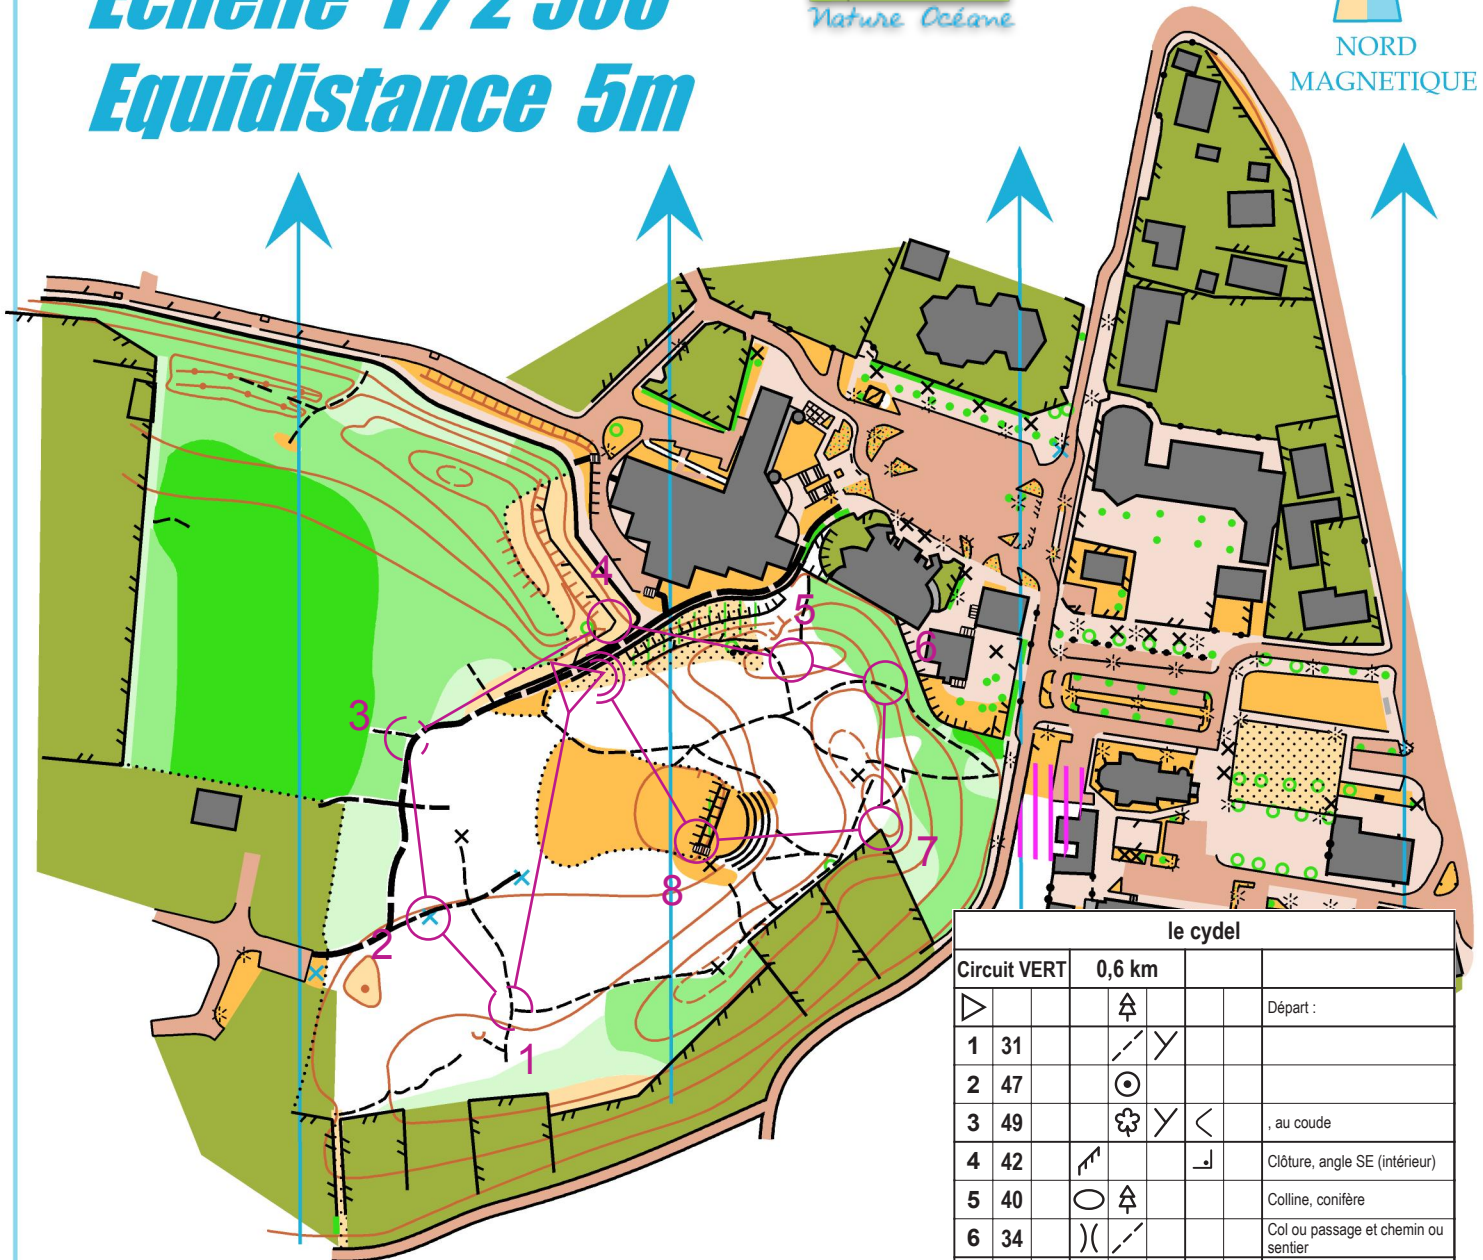 Echelle 1 / 2 500
Equidistance 5m
Nature Océane
NORD
MAGNETIQUE
4
5
6
3
7
8
2
1
le cydel
Circuit VERT 0,6 km
Départ :
1 31
2 47
3 49 , au coude
4 42 Clôture, angle SE (intérieur)
5 40 Colline, conifère
6 34 Col ou passage et chemin ou
sentier